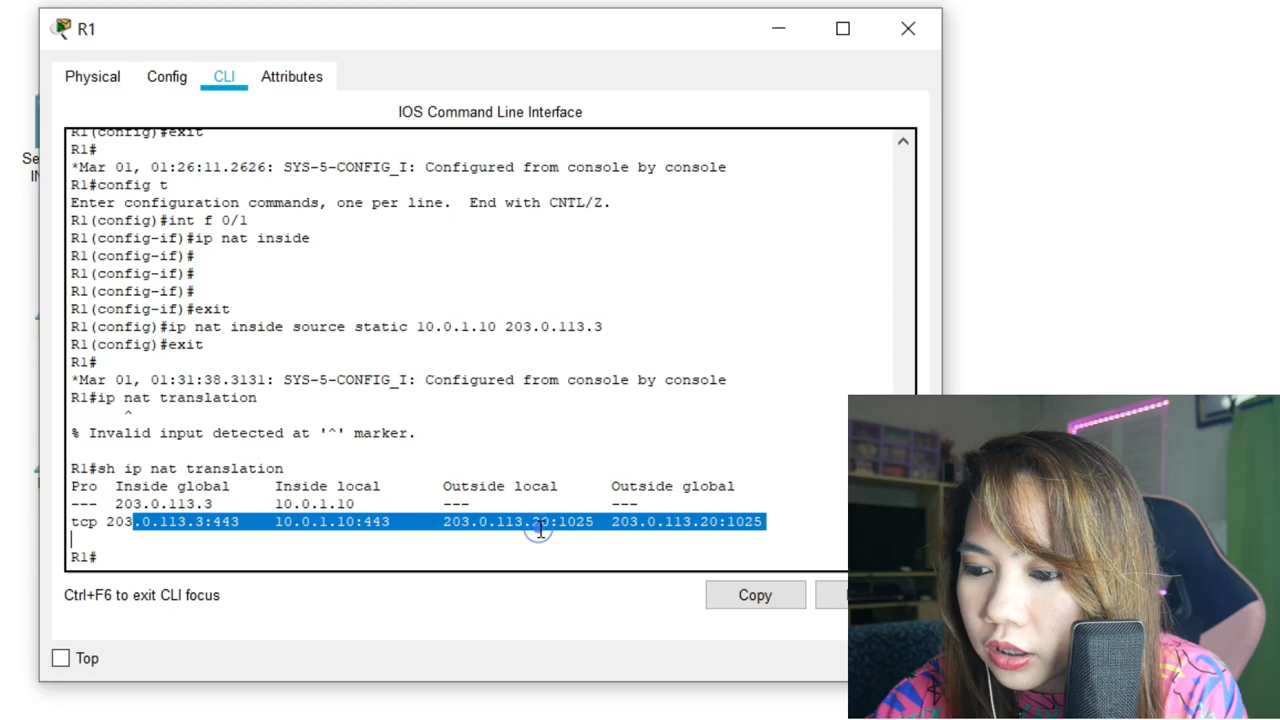 R1
Physical Config CLI Attributes
IOS Command Line Interface
R1(config)#exit
R1#
*Mar 01, 01:26:11.2626: SYS-5-CONFIG_I: Configured from console by console
R1#config t
Enter configuration commands, one per line. End with CNTL/Z.
R1(config)#int f 0/1
R1(config-if)#ip nat inside
R1(config-if)#
R1(config-if)#
R1(config-if)#
R1(config-if)#exit
R1(config)#ip nat inside source static 10.0.1.10 203.0.113.3
R1(config)#exit
R1#
*Mar 01, 01:31:38.3131: SYS-5-CONFIG_I: Configured from console by console
R1#ip nat translation
^
% Invalid input detected at '^' marker.
R1#sh ip nat translation
Pro Inside global Inside local Outside local Outside global
--- 203.0.113.3 10.0.1.10 --- ---
tcp 203.0.113.3:443 10.0.1.10:443 203.0.113.20:1025 203.0.113.20:1025
R1#
Ctrl+F6 to exit CLI focus
Copy
Top